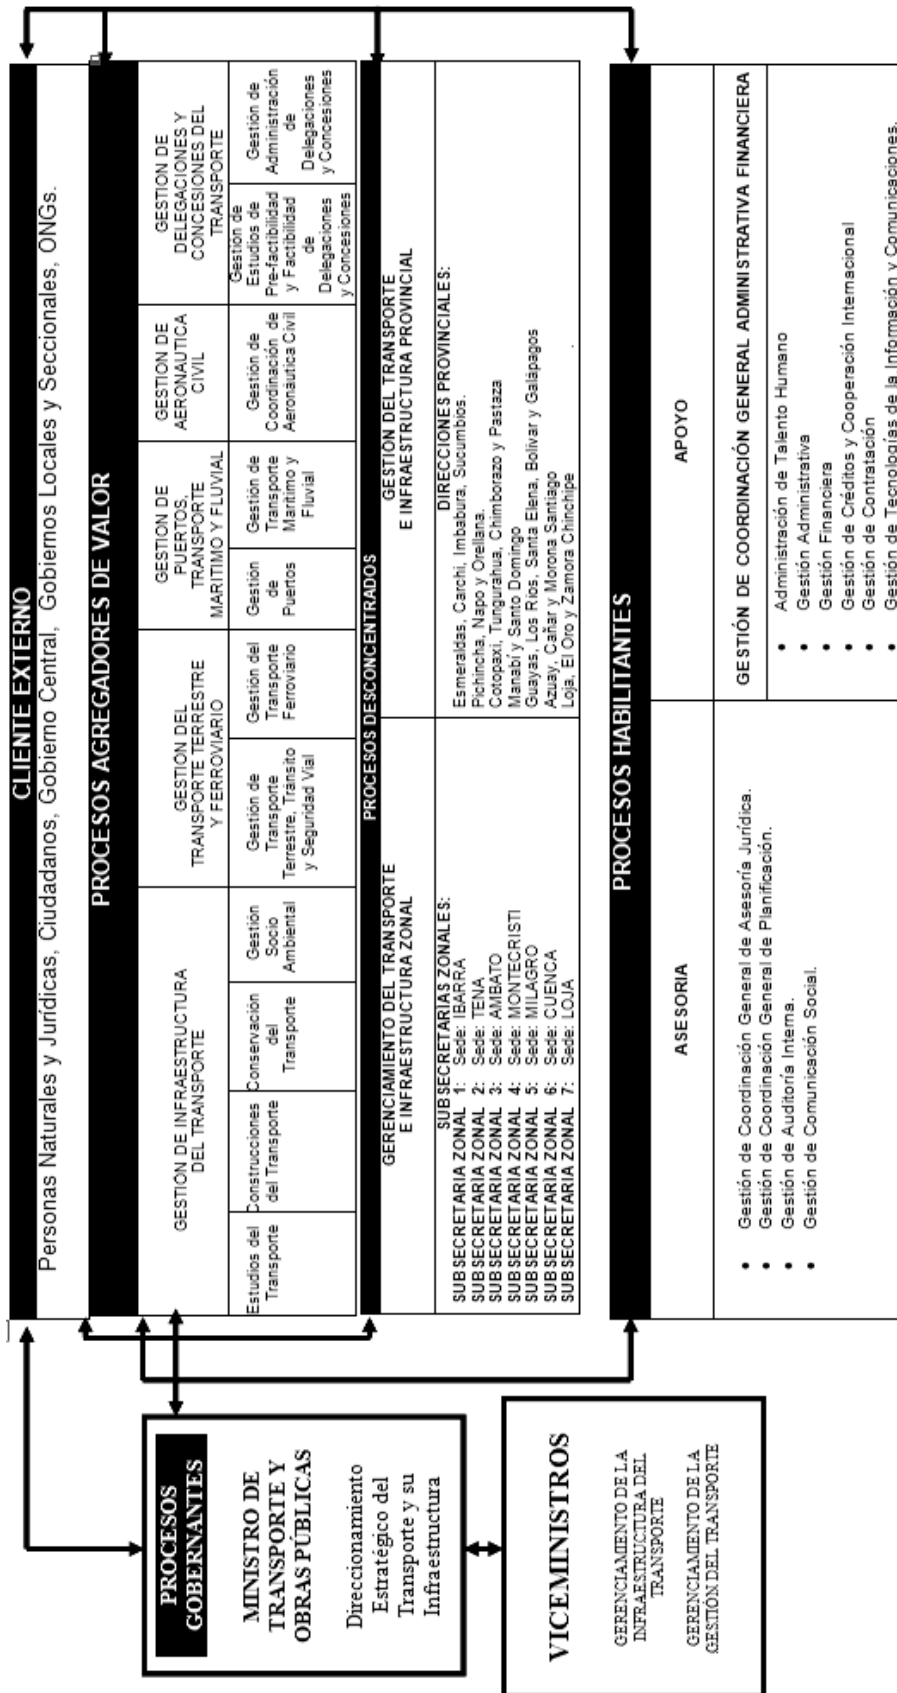 CLIENTE EXTERNO
Personas Naturales y Jurídicas, Ciudadanos, Gobierno Central, Gobiernos Locales y Seccionales, ONGs.
PROCESOS AGREGADORES DE VALOR
GESTION DE INFRAESTRUCTURA
DEL TRANSPORTE
Estudios del
Transporte
Construcciones
del Transporte
Conservación
del
Transporte
Gestión
Socio
Ambiental
GESTION DEL
TRANSPORTE TERRESTRE
Y FERROVIARIO
Gestión de
Transporte
Terrestre, Tránsito
y Seguridad Vial
Gestión del
Transporte
Ferroviario
GESTION DE
PUERTOS,
TRANSPORTE
MARITIMO Y FLUVIAL
Gestión
de
Puertos
Gestión de
Transporte
Marítimo y
Fluvial
GESTION DE
AERONAUTICA
CIVIL
Gestión de
Coordinación de
Aeronáutica Civil
GESTION DE
DELEGACIONES Y
CONCESIONES DEL
TRANSPORTE
Gestión de
Estudios de
Pre-factibilidad
y Factibilidad
de
Delegaciones
y Concesiones
Gestión de
Administración
de
Delegaciones
y Concesiones
PROCESOS DESCONCENTRADOS
GERENCIAMIENTO DEL TRANSPORTE
E INFRAESTRUCTURA ZONAL
SUBSECRETARIAS ZONALES:
SUBSECRETARIA ZONAL 1: Sede: IBARRA
SUBSECRETARIA ZONAL 2: Sede: TENA
SUBSECRETARIA ZONAL 3: Sede: AMBATO
SUBSECRETARIA ZONAL 4: Sede: MONTECRISTI
SUBSECRETARIA ZONAL 5: Sede: MILAGRO
SUBSECRETARIA ZONAL 6: Sede: CUENCA
SUBSECRETARIA ZONAL 7: Sede: LOJA
GESTIÓN DEL TRANSPORTE
E INFRAESTRUCTURA PROVINCIAL
DIRECCIONES PROVINCIALES:
Esmeraldas, Carchi, Imbabura, Sucumbíos.
Pichincha, Napo y Orellana.
Cotopaxi, Tungurahua, Chimborazo y Pastaza
Manabí y Santo Domingo
Guayas, Los Ríos, Santa Elena, Bolívar y Galápagos
Azuay, Cañar y Morona Santiago
Loja, El Oro y Zamora Chinchipe
PROCESOS HABILITANTES
ASESORIA
• Gestión de Coordinación General de Asesoría Jurídica.
• Gestión de Coordinación General de Planificación.
• Gestión de Auditoría Interna.
• Gestión de Comunicación Social.
APOYO
GESTIÓN DE COORDINACIÓN GENERAL ADMINISTRATIVA FINANCIERA
• Administración de Talento Humano
• Gestión Administrativa
• Gestión Financiera
• Gestión de Créditos y Cooperación Internacional
• Gestión de Contratación
• Gestión de Tecnologías de la Información y Comunicaciones.
PROCESOS
GOBERNANTES
MINISTRO DE
TRANSPORTE Y
OBRAS PÚBLICAS
Direccionamiento
Estratégico del
Transporte y su
Infraestructura
VICEMINISTROS
GERENCIAMIENTO DE LA
INFRAESTRUCTURA DEL
TRANSPORTE
GERENCIAMIENTO DE LA
GESTIÓN DEL TRANSPORTE